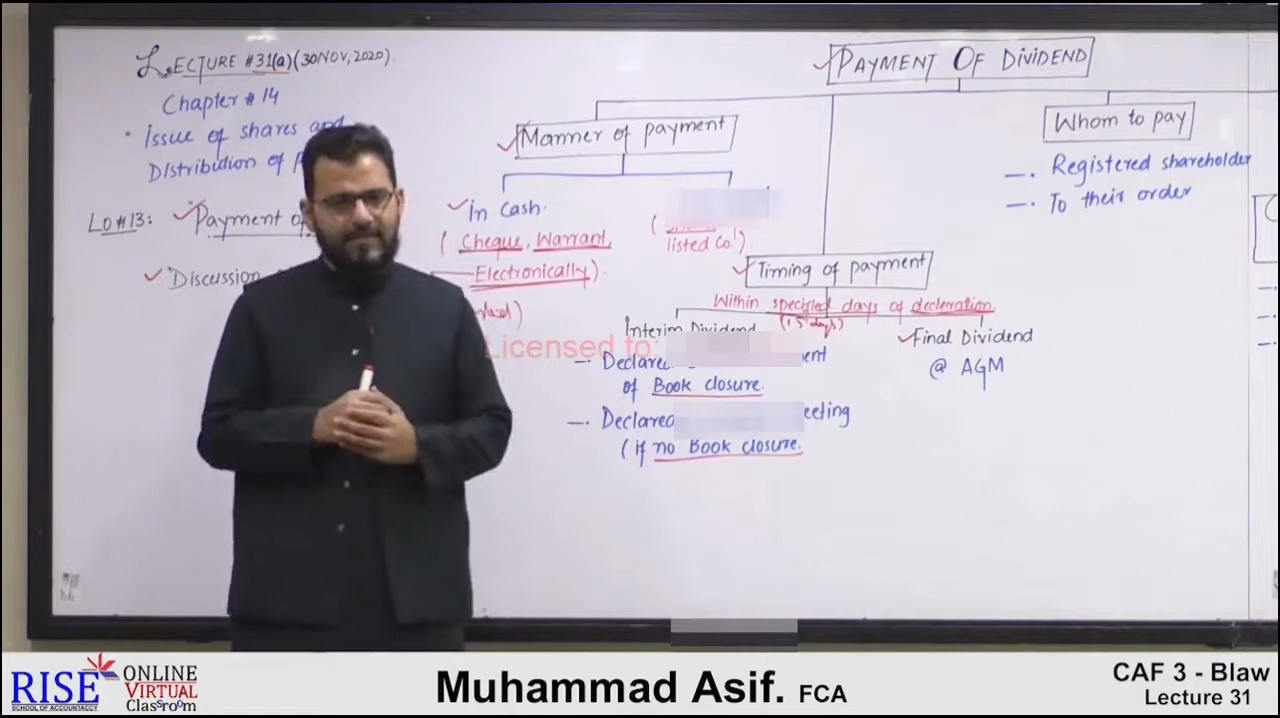 LECTURE #31(a)(30 NOV, 2020).
Chapter # 14
• Issue of shares and
Distribution of
LO#13: Payment of
Discussion
PAYMENT OF DIVIDEND
Manner of payment
In Cash.
(Cheque, Warrant,
Electronically).
listed Co!).
Timing of payment
Within specified days of decleration
(15 days)
Interim Dividend
— Declared
of Book closure.
— Declared eeting
(if no Book closure.
Final Dividend
@ AGM
Whom to pay
—. Registered shareholder
—. To their order
Licensed to:
RISE
SCHOOL OF ACCOUNTANCY
ONLINE
VIRTUAL
Classroom
Muhammad Asif. FCA
CAF 3 - Blaw
Lecture 31